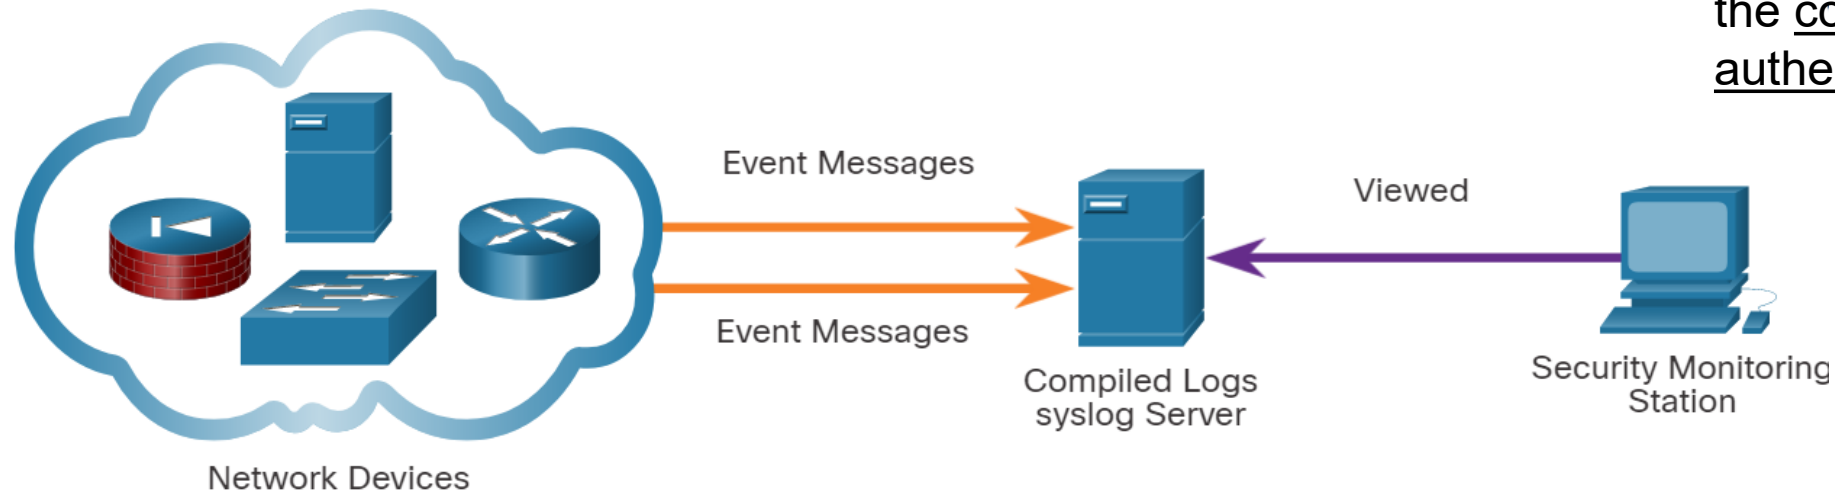 the
Event Messages
Viewed
Event Messages
Compiled Logs
syslog Server
Security Monitoring
Station
Network Devices